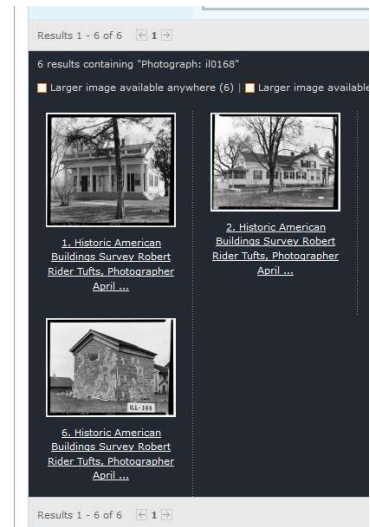 Results 1 - 6 of 6 1
6 results containing "Photograph: il0168"
Larger image available anywhere (6) | Larger image available
1. Historic American
Buildings Survey Robert
Rider Tufts, Photographer
April ...
2. Historic American
Buildings Survey Robert
Rider Tufts, Photographer
April ...
ILL-144
6. Historic American
Buildings Survey Robert
Rider Tufts, Photographer
April ...
Results 1 - 6 of 6 1